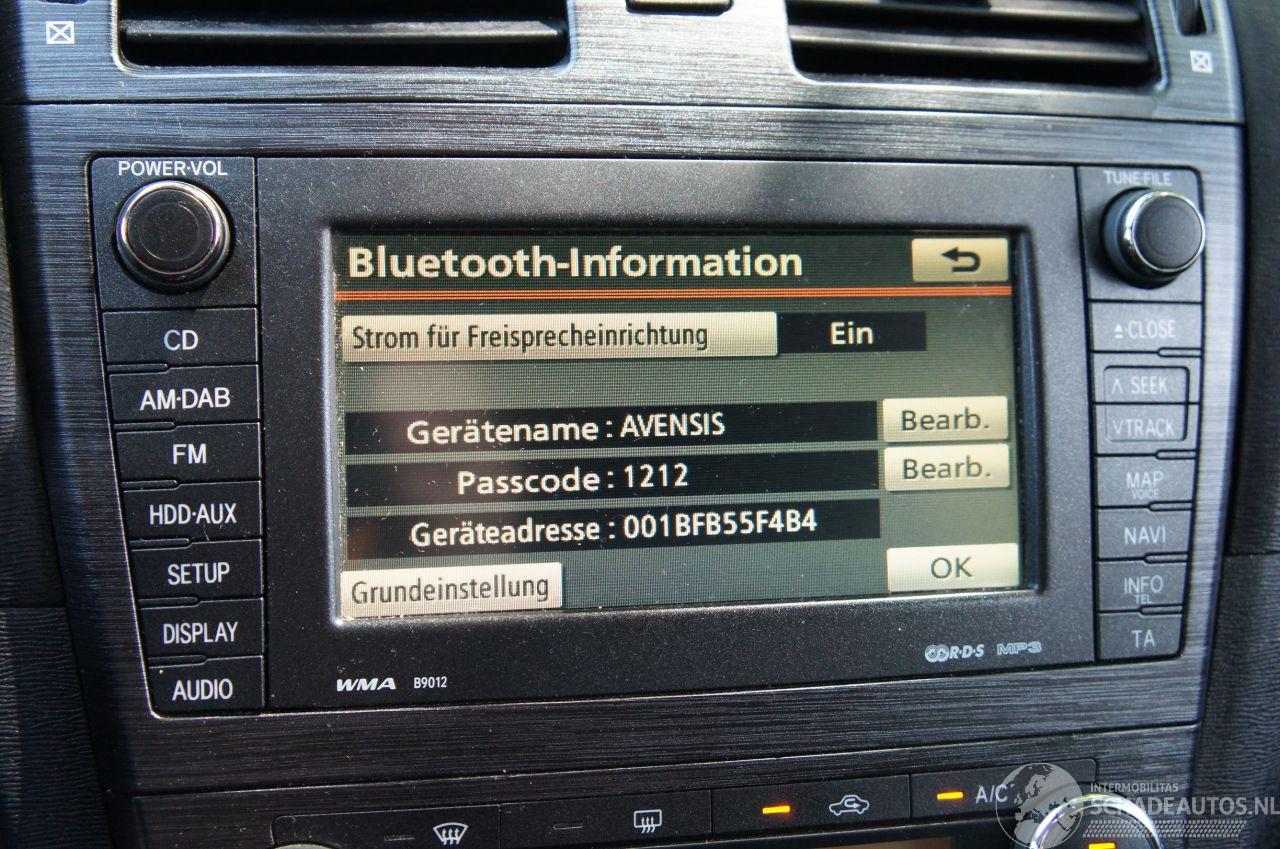 POWER·VOL
TUNE·FILE
Bluetooth-Information
Strom für Freisprecheinrichtung Ein
Gerätename : AVENSIS Bearb.
Passcode : 1212 Bearb.
Geräteadresse : 001BFB55F4B4
Grundeinstellung OK
CD
AM·DAB
FM
HDD·AUX
SETUP
DISPLAY
AUDIO
CLOSE
∧ SEEK
∨ TRACK
MAP
VOICE
NAVI
INFO
TEL
TA
WMA B9012
R·D·S MP3
A/C
INTERMOBILITAS
SCHADEAUTOS.NL